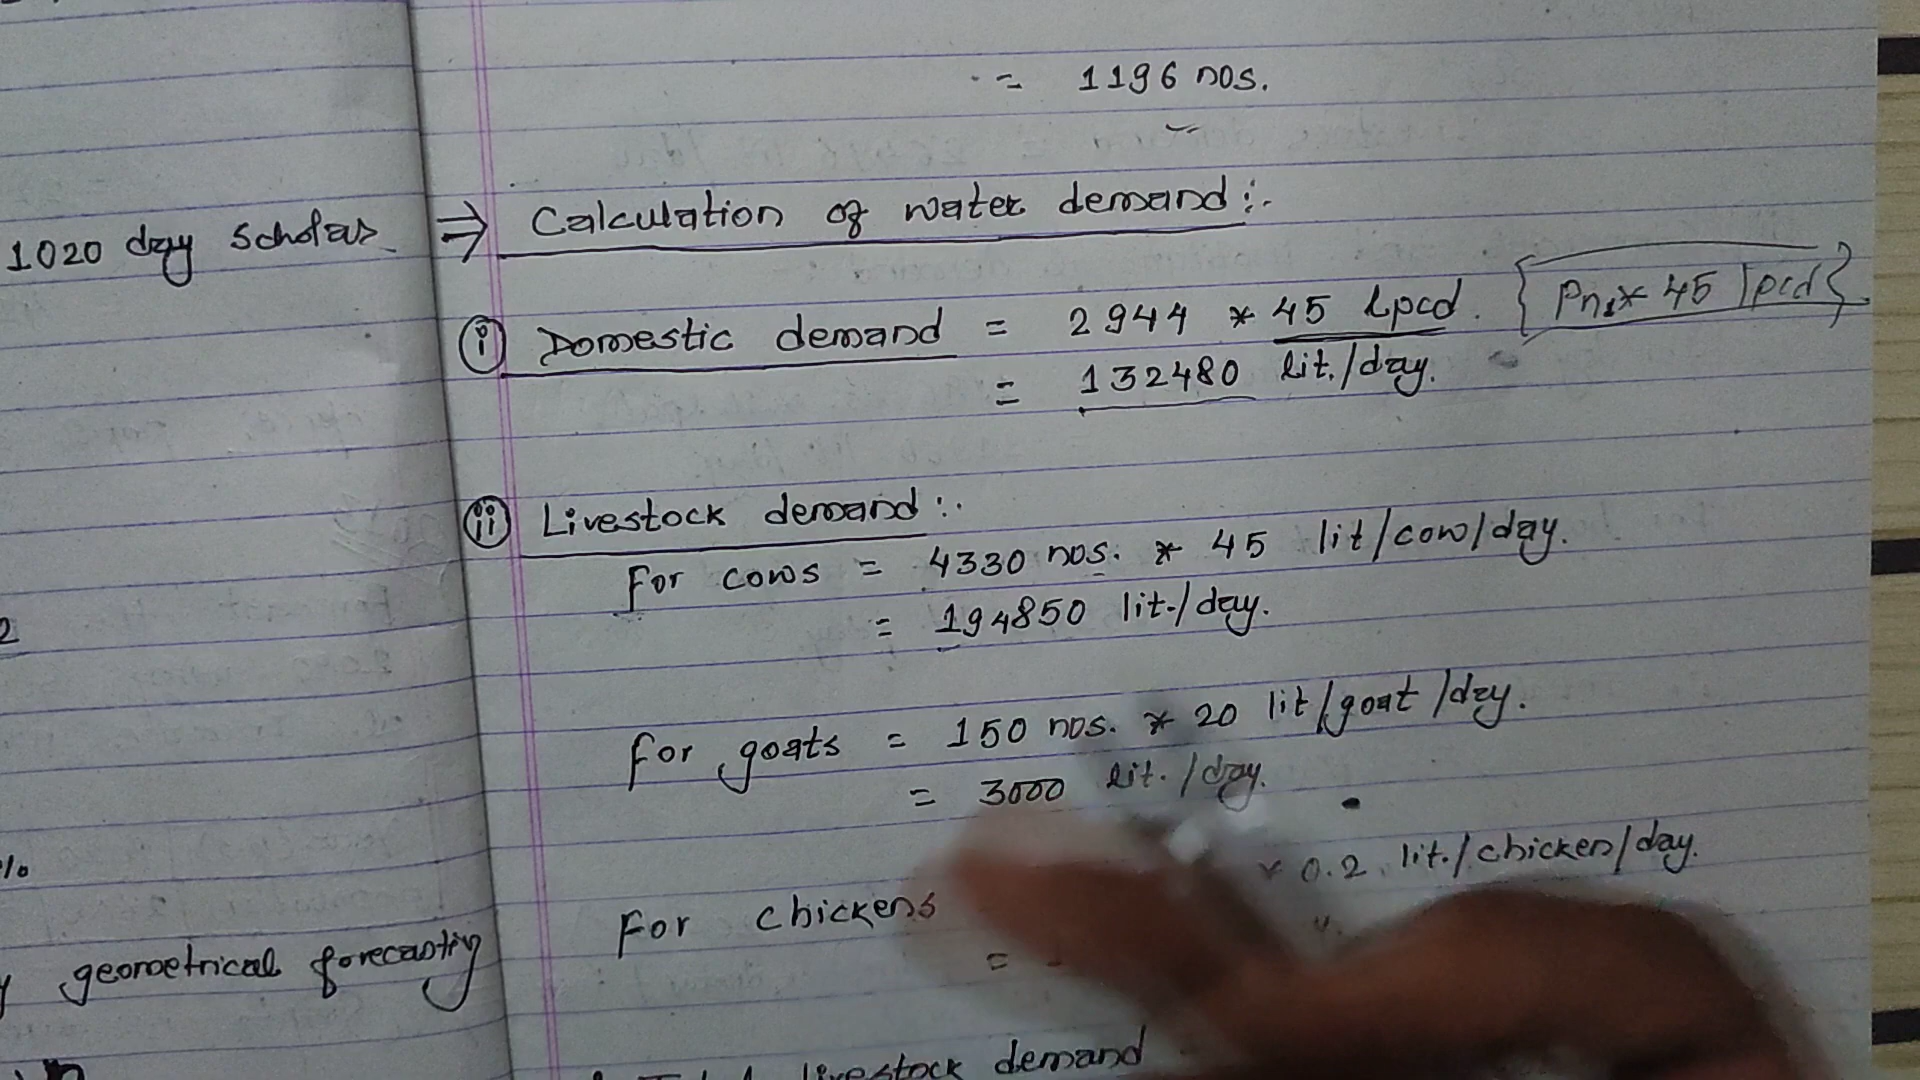 = 1196 nos.
1020 day scholar
⇒ Calculation of water demand :-
(i) Domestic demand = 2944 * 45 lpcd. { Pn * 45 lpcd }
= 132480 lit./day.
(ii) Livestock demand :-
For cows = 4330 nos. * 45 lit/cow/day.
= 194850 lit./day.
2
For goats = 150 nos. * 20 lit/goat/day.
= 3000 lit./day.
* 0.2 lit./chicken/day.
%
For chickens
=
geometrical forecasting
livestock demand